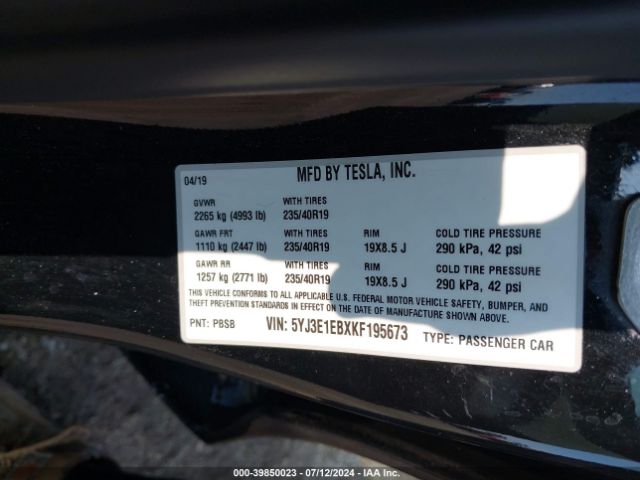 04/19 MFD BY TESLA, INC.
GVWR WITH TIRES
2265 kg (4993 lb) 235/40R19
GAWR FRT WITH TIRES RIM COLD TIRE PRESSURE
1110 kg (2447 lb) 235/40R19 19X8.5 J 290 kPa, 42 psi
GAWR RR WITH TIRES RIM COLD TIRE PRESSURE
1257 kg (2771 lb) 235/40R19 19X8.5 J 290 kPa, 42 psi
THIS VEHICLE CONFORMS TO ALL APPLICABLE U.S. FEDERAL MOTOR VEHICLE SAFETY, BUMPER, AND
THEFT PREVENTION STANDARDS IN EFFECT ON THE DATE OF MANUFACTURE SHOWN ABOVE.
PNT: PBSB VIN: 5YJ3E1EBXKF195673 TYPE: PASSENGER CAR
000-39850023 - 07/12/2024 - IAA Inc.